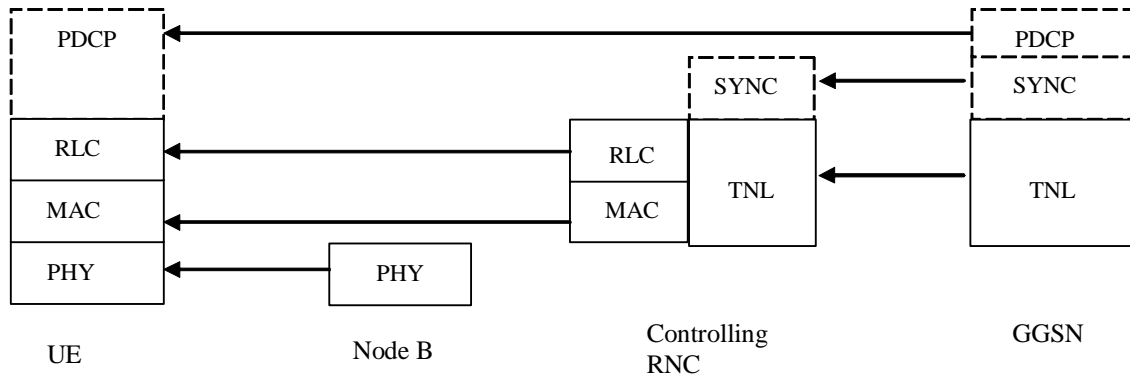 PDCP
PDCP
SYNC
SYNC
RLC
RLC
TNL
TNL
MAC
MAC
PHY
PHY
UE
Node B
Controlling
RNC
GGSN